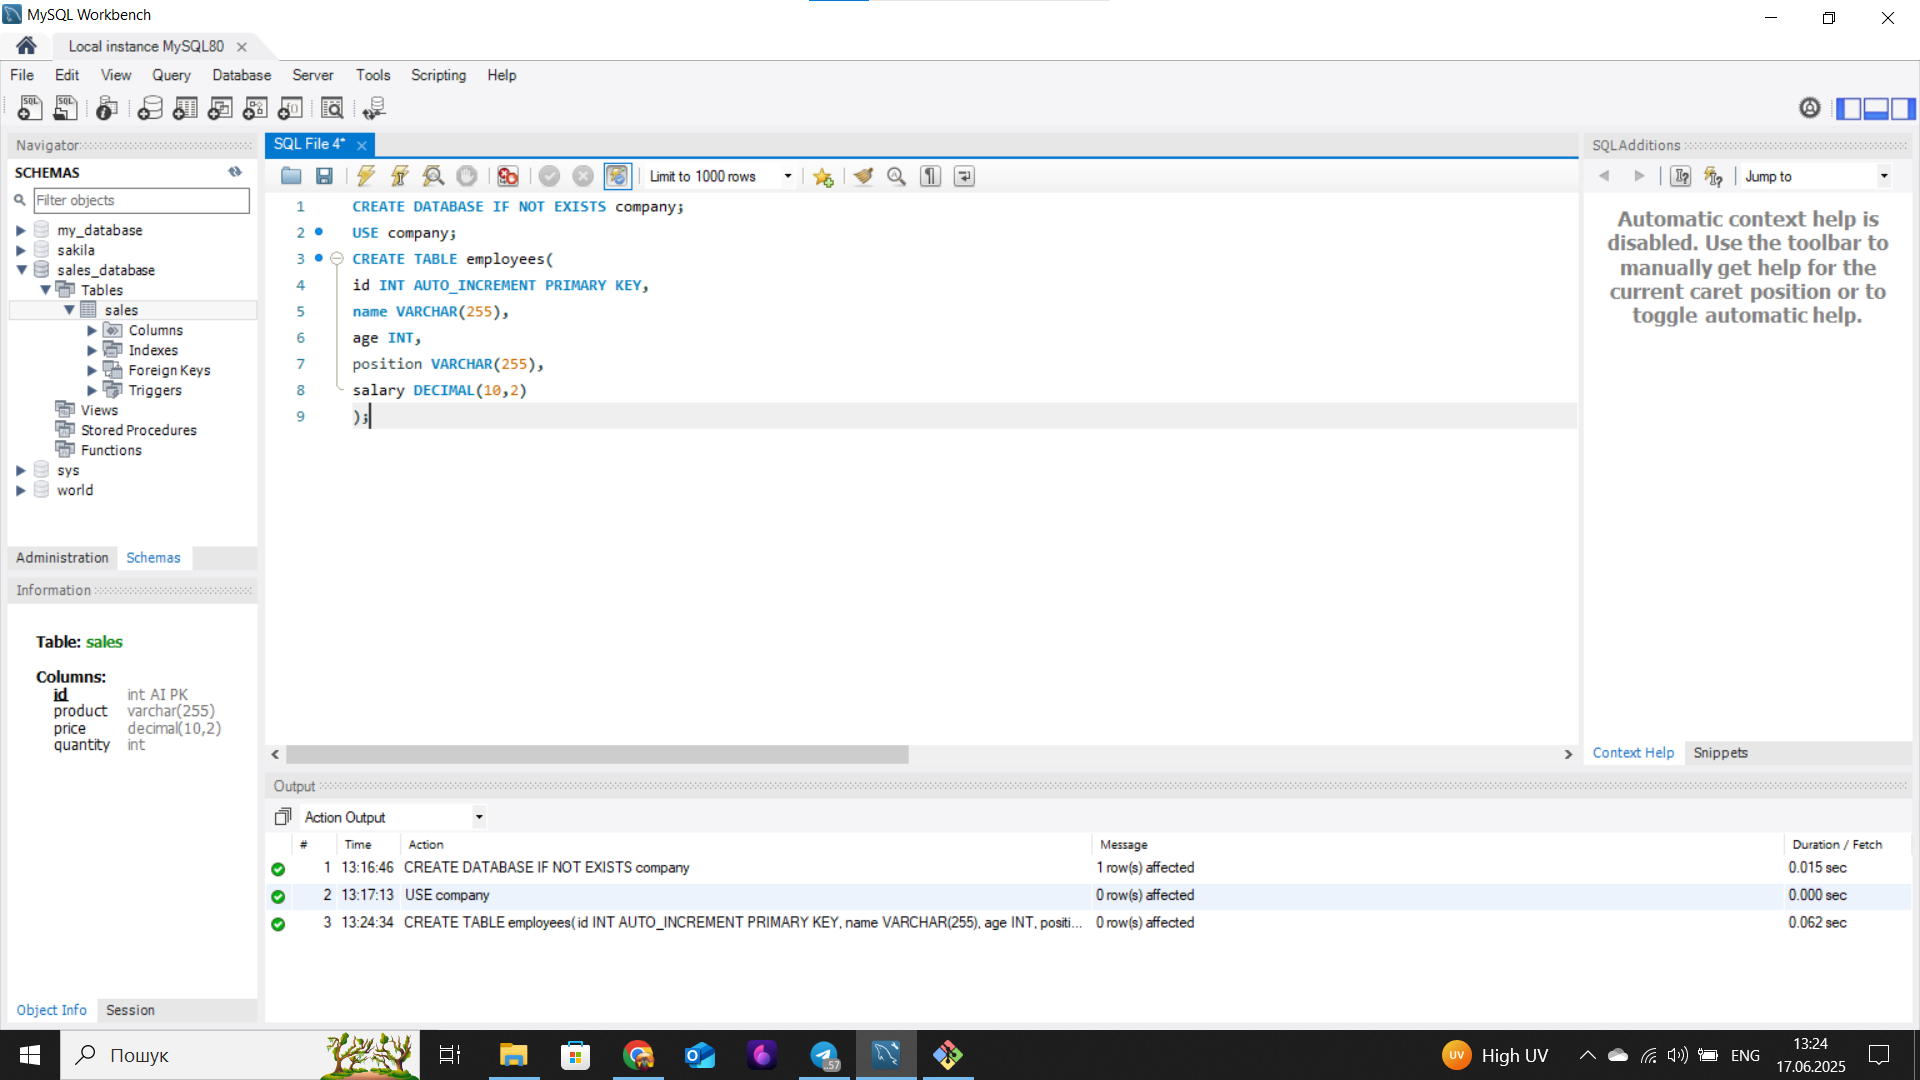 MySQL Workbench
Local instance MySQL80
File Edit View Query Database Server Tools Scripting Help
Navigator
SCHEMAS
Filter objects
my_database
sakila
sales_database
Tables
sales
Columns
Indexes
Foreign Keys
Triggers
Views
Stored Procedures
Functions
sys
world
Administration Schemas
Information
Table: sales
Columns:
id int AI PK
product varchar(255)
price decimal(10,2)
quantity int
Object Info Session
SQL File 4*
Limit to 1000 rows
1 CREATE DATABASE IF NOT EXISTS company;
2 USE company;
3 CREATE TABLE employees(
4 id INT AUTO_INCREMENT PRIMARY KEY,
5 name VARCHAR(255),
6 age INT,
7 position VARCHAR(255),
8 salary DECIMAL(10,2)
9 );
SQLAdditions
Jump to
Automatic context help is
disabled. Use the toolbar to
manually get help for the
current caret position or to
toggle automatic help.
Context Help Snippets
Output
Action Output
# Time Action Message Duration / Fetch
1 13:16:46 CREATE DATABASE IF NOT EXISTS company 1 row(s) affected 0.015 sec
2 13:17:13 USE company 0 row(s) affected 0.000 sec
3 13:24:34 CREATE TABLE employees( id INT AUTO_INCREMENT PRIMARY KEY, name VARCHAR(255), age INT, positi... 0 row(s) affected 0.062 sec
Пошук
..57
UV High UV
ENG
13:24
17.06.2025